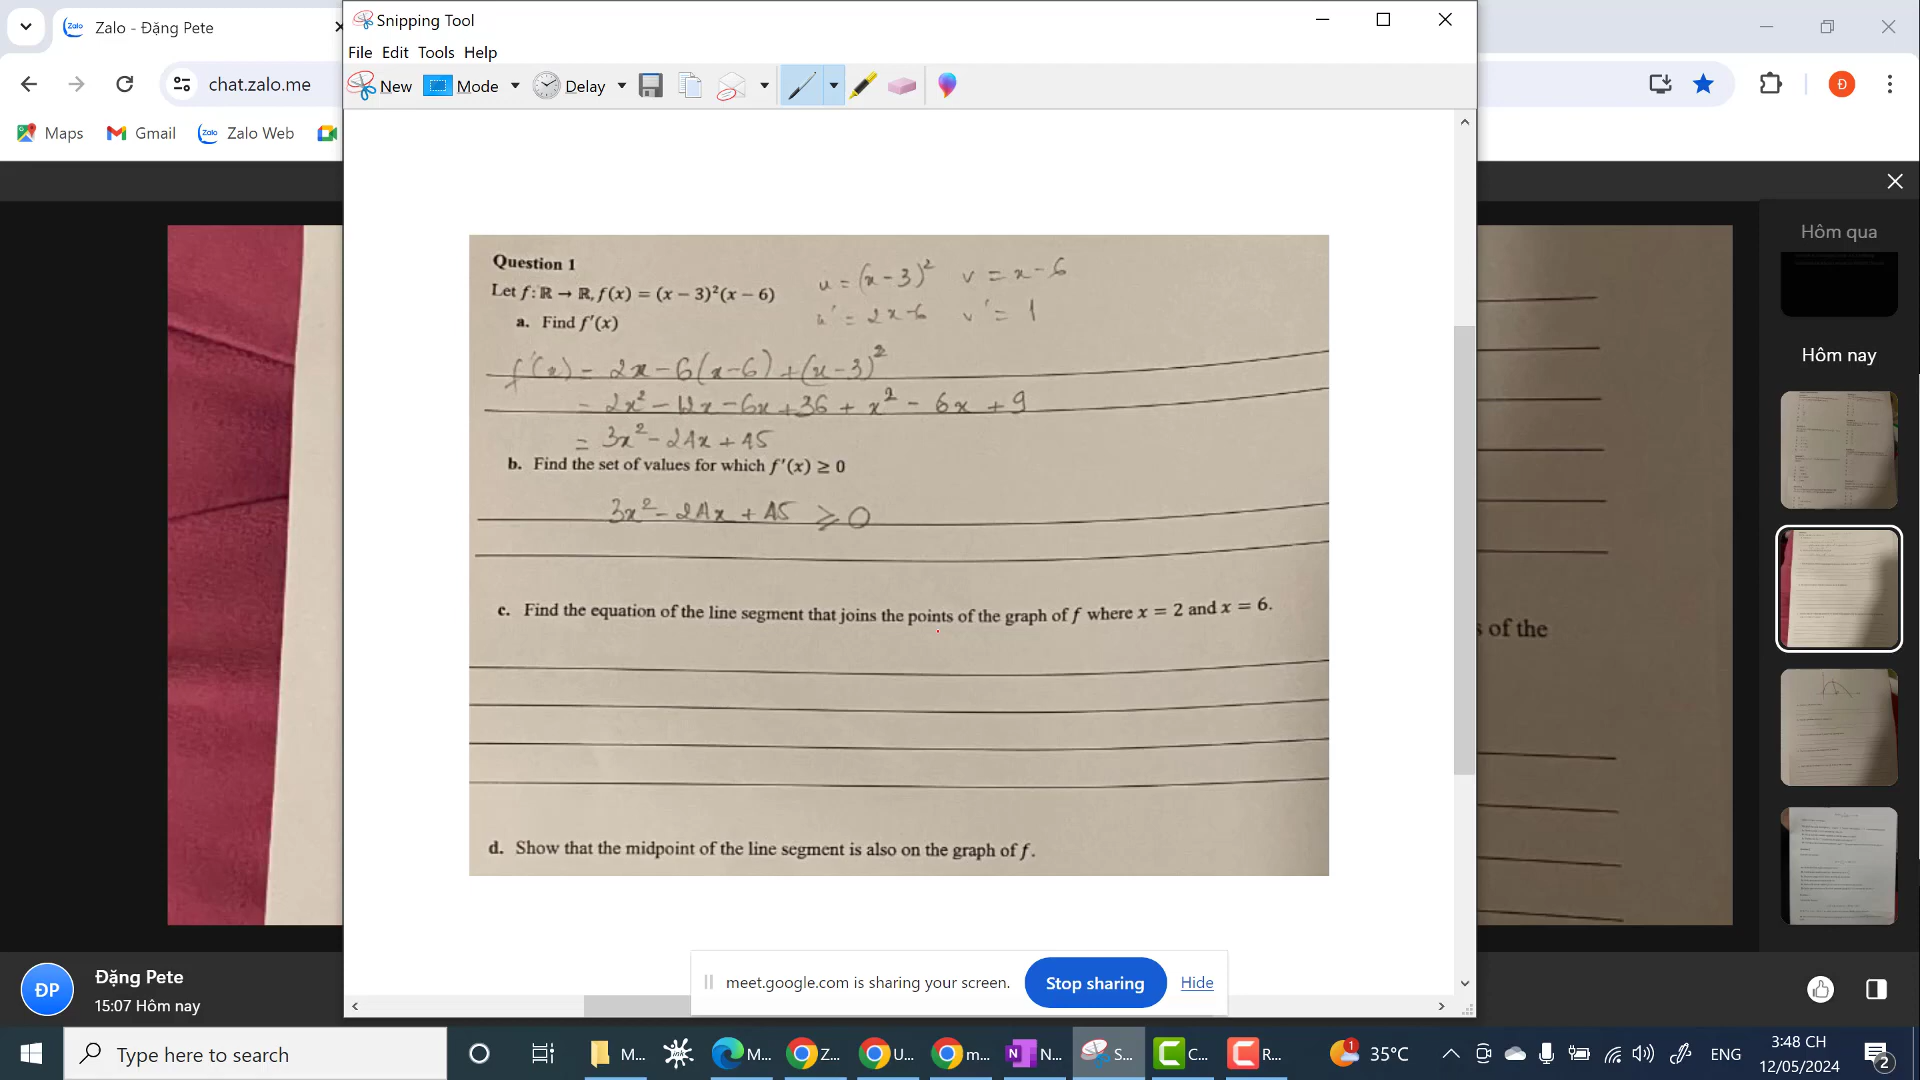 Zalo - Đặng Pete
Snipping Tool
File Edit Tools Help
chat.zalo.me
New Mode Delay
Maps Gmail Zalo Web
Question 1
Let f: ℝ → ℝ, f(x) = (x − 3)²(x − 6)
u = (x-3)² v = x-6
a. Find f'(x)
u' = 2x-6 v' = 1
f'(x) = 2x-6(x-6) + (x-3)²
= 2x² - 12x - 6x + 36 + x² - 6x + 9
= 3x² - 24x + 45
b. Find the set of values for which f'(x) ≥ 0
3x² - 24x + 45 ≥ 0
c. Find the equation of the line segment that joins the points of the graph of f where x = 2 and x = 6.
d. Show that the midpoint of the line segment is also on the graph of f.
s of the
Hôm qua
Hôm nay
ĐP
Đặng Pete
15:07 Hôm nay
meet.google.com is sharing your screen. Stop sharing Hide
Type here to search
M... M... Z... U... m... N... S... C... R...
1 35°C
ENG
3:48 CH
12/05/2024
2